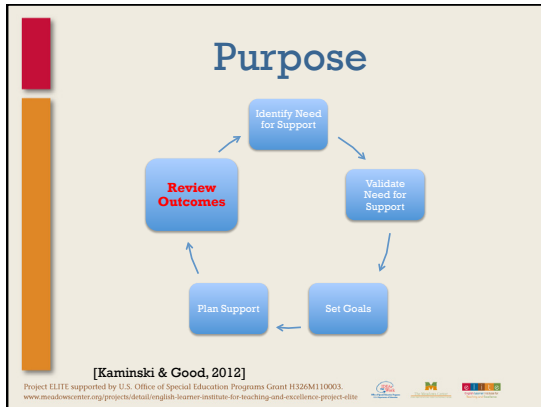 Purpose
Identify Need
for Support
Validate
Need for
Support
Set Goals
Plan Support
Review
Outcomes
[Kaminski & Good, 2012]
Project ELITE supported by U.S. Office of Special Education Programs Grant H326M110003.
www.meadowscenter.org/projects/detail/english-learner-institute-for-teaching-and-excellence-project-elite